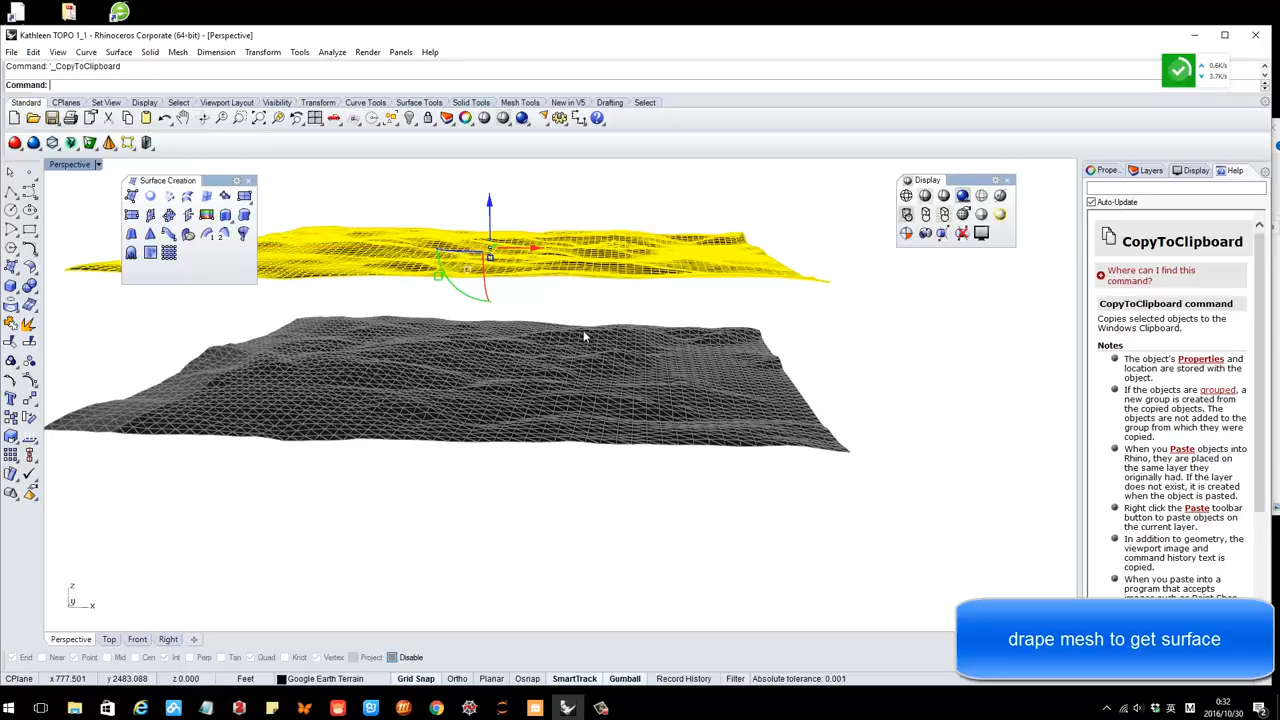 Kathleen TOPO 1_1 - Rhinoceros Corporate (64-bit) - [Perspective]
File Edit View Curve Surface Solid Mesh Dimension Transform Tools Analyze Render Panels Help
Command: '_CopyToClipboard
Command:
0.6K/s
3.7K/s
Standard CPlanes Set View Display Select Viewport Layout Visibility Transform Curve Tools Surface Tools Solid Tools Mesh Tools New in V5 Drafting Select
Perspective
Surface Creation
Display
Prope... Layers Display Help
Auto-Update
CopyToClipboard
Where can I find this
command?
CopyToClipboard command
Copies selected objects to the
Windows Clipboard.
Notes
The object's Properties and
location are stored with the
object.
If the objects are grouped, a
new group is created from
the copied objects. The
objects are not added to the
group from which they were
copied.
When you Paste objects into
Rhino, they are placed on
the same layer they
originally had. If the layer
does not exist, it is created
when the object is pasted.
Right click the Paste toolbar
button to paste objects on
the current layer.
In addition to geometry, the
viewport image and
command history text is
copied.
When you paste into a
program that accepts
drape mesh to get surface
z
y
x
Perspective Top Front Right
End Near Point Mid Cen Int Perp Tan Quad Knot Vertex Project Disable
CPlane x 777.501 y 2483.088 z 0.000 Feet Google Earth Terrain Grid Snap Ortho Planar Osnap SmartTrack Gumball Record History Filter Absolute tolerance: 0.001
M
0:32
2016/10/30